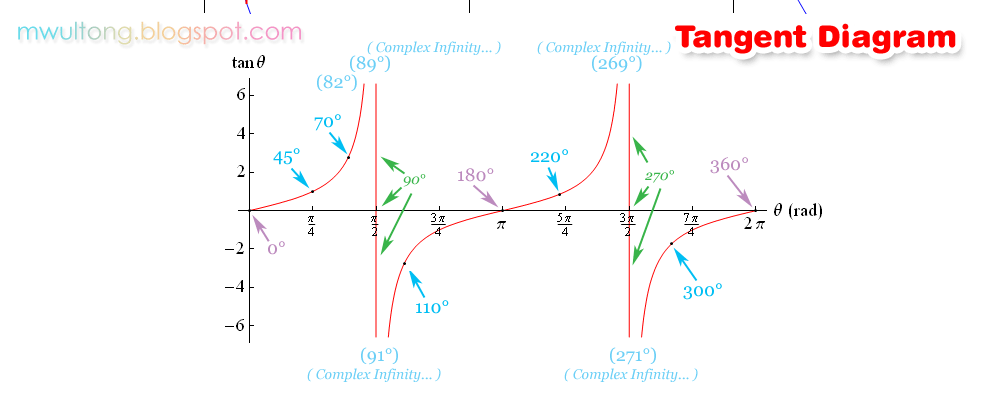 mwultong.blogspot.com
Tangent Diagram
( Complex Infinity... )
( Complex Infinity... )
tan θ
(89°)
(269°)
(82°)
6
70°
4
45°
220°
360°
2
180°
90°
270°
θ (rad)
π/4
π/2
3π/4
π
5π/4
3π/2
7π/4
2 π
0°
−2
110°
300°
−4
−6
(91°)
(271°)
( Complex Infinity... )
( Complex Infinity... )